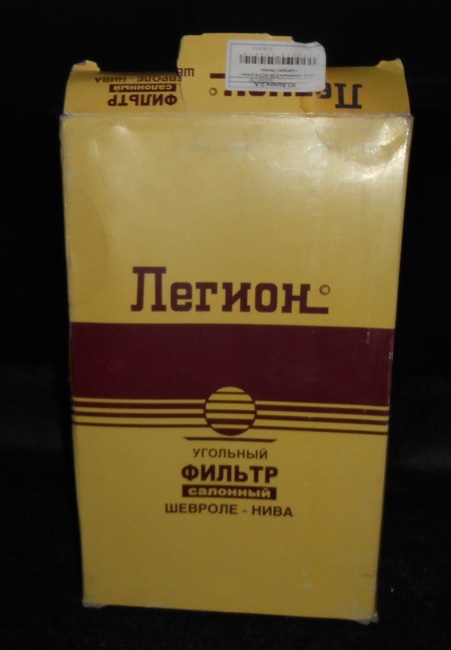 ШЕВРОЛЕ - НИВА
ФИЛЬТР
салонный
Легион ©
Легион ©
УГОЛЬНЫЙ
ФИЛЬТР
салонный
ШЕВРОЛЕ - НИВА